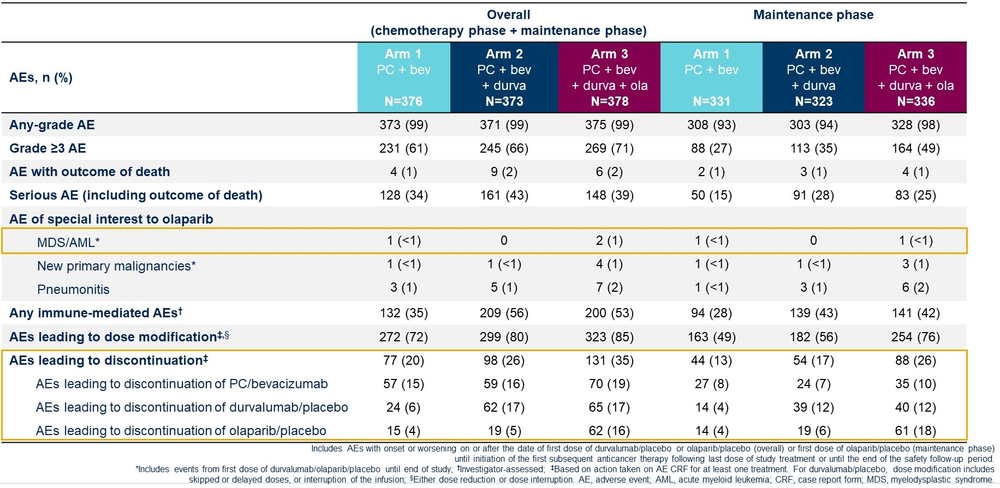 Overall
(chemotherapy phase + maintenance phase)
Maintenance phase
AEs, n (%)
Arm 1
PC + bev
N=376
Arm 2
PC + bev
+ durva
N=373
Arm 3
PC + bev
+ durva + ola
N=378
Arm 1
PC + bev
N=331
Arm 2
PC + bev
+ durva
N=323
Arm 3
PC + bev
+ durva + ola
N=336
Any-grade AE 373 (99) 371 (99) 375 (99) 308 (93) 303 (94) 328 (98)
Grade ≥3 AE 231 (61) 245 (66) 269 (71) 88 (27) 113 (35) 164 (49)
AE with outcome of death 4 (1) 9 (2) 6 (2) 2 (1) 3 (1) 4 (1)
Serious AE (including outcome of death) 128 (34) 161 (43) 148 (39) 50 (15) 91 (28) 83 (25)
AE of special interest to olaparib
MDS/AML* 1 (<1) 0 2 (1) 1 (<1) 0 1 (<1)
New primary malignancies* 1 (<1) 1 (<1) 4 (1) 1 (<1) 1 (<1) 3 (1)
Pneumonitis 3 (1) 5 (1) 7 (2) 1 (<1) 3 (1) 6 (2)
Any immune-mediated AEs† 132 (35) 209 (56) 200 (53) 94 (28) 139 (43) 141 (42)
AEs leading to dose modification‡,§ 272 (72) 299 (80) 323 (85) 163 (49) 182 (56) 254 (76)
AEs leading to discontinuation‡ 77 (20) 98 (26) 131 (35) 44 (13) 54 (17) 88 (26)
AEs leading to discontinuation of PC/bevacizumab 57 (15) 59 (16) 70 (19) 27 (8) 24 (7) 35 (10)
AEs leading to discontinuation of durvalumab/placebo 24 (6) 62 (17) 65 (17) 14 (4) 39 (12) 40 (12)
AEs leading to discontinuation of olaparib/placebo 15 (4) 19 (5) 62 (16) 14 (4) 19 (6) 61 (18)
Includes AEs with onset or worsening on or after the date of first dose of durvalumab/placebo or olaparib/placebo (overall) or first dose of olaparib/placebo (maintenance phase)
until initiation of the first subsequent anticancer therapy following last dose of study treatment or until the end of the safety follow-up period.
*Includes events from first dose of durvalumab/olaparib/placebo until end of study; †Investigator-assessed; ‡Based on action taken on AE CRF for at least one treatment. For durvalumab/placebo, dose modification includes
skipped or delayed doses, or interruption of the infusion; §Either dose reduction or dose interruption. AE, adverse event; AML, acute myeloid leukemia; CRF, case report form; MDS, myelodysplastic syndrome.